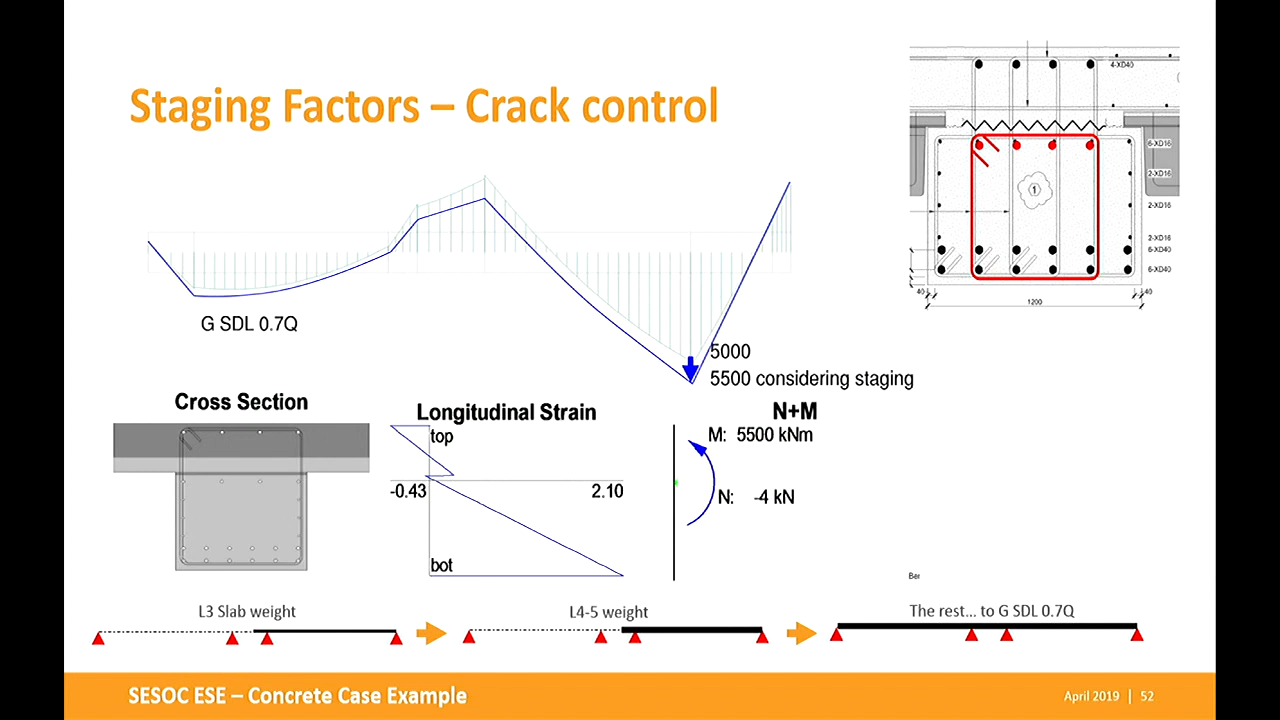 Staging Factors – Crack control
4-XD40
6-XD16
2-XD16
2-XD16
2-XD16
6-XD40
6-XD40
1
40
40
1200
G SDL 0.7Q
5000
5500 considering staging
Cross Section
Longitudinal Strain
top
-0.43
2.10
bot
N+M
M: 5500 kNm
N: -4 kN
Ber
L3 Slab weight
L4-5 weight
The rest... to G SDL 0.7Q
SESOC ESE – Concrete Case Example
April 2019 | 52